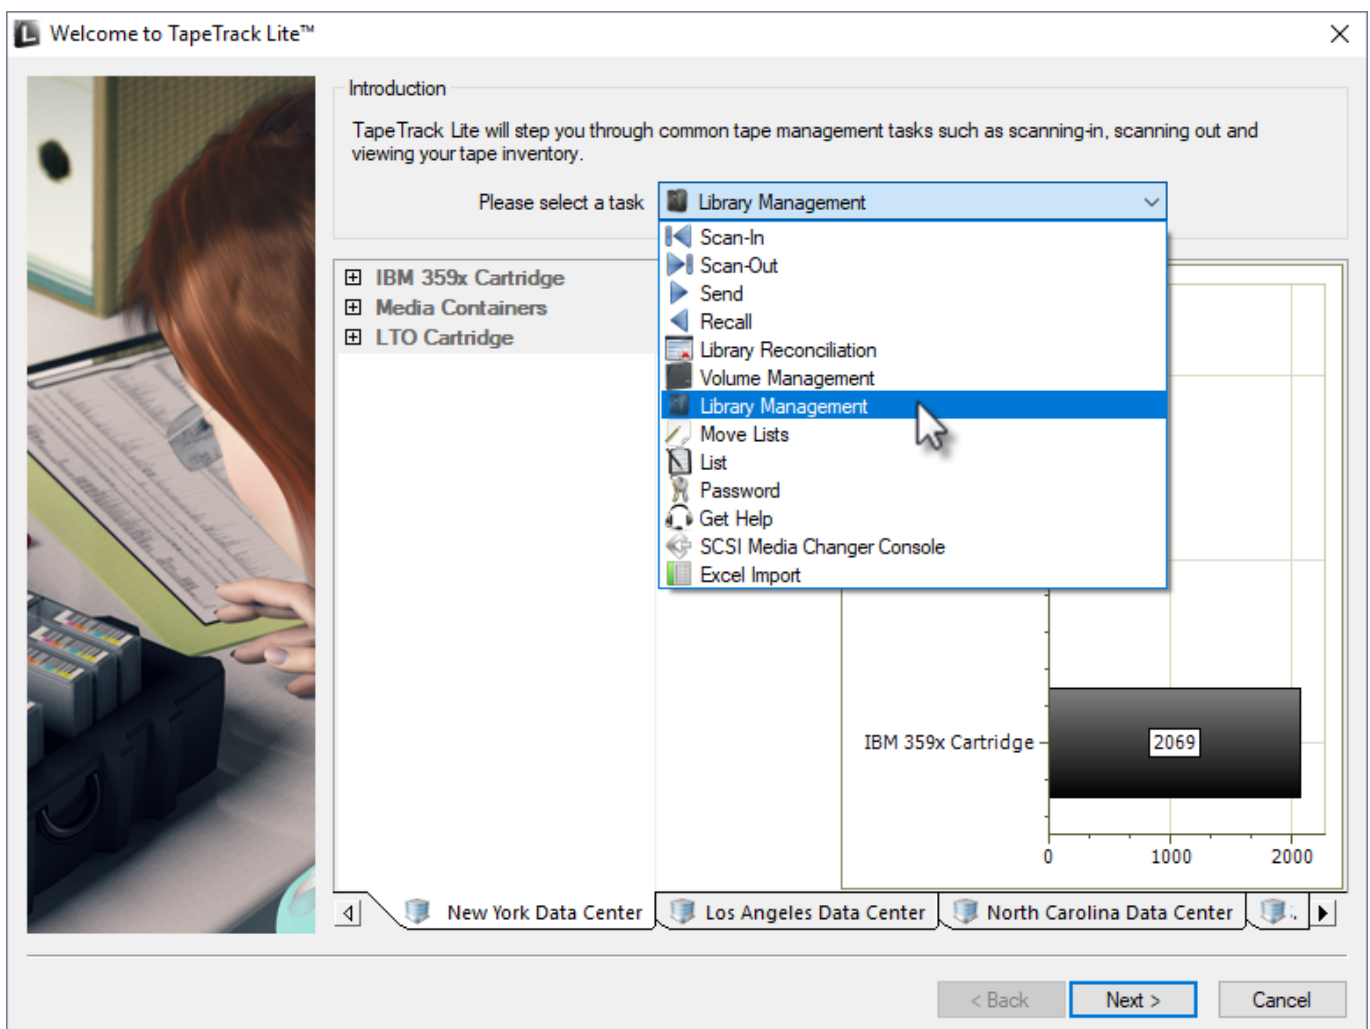 Welcome to TapeTrack Lite™
Introduction
TapeTrack Lite will step you through common tape management tasks such as scanning-in, scanning out and
viewing your tape inventory.
Please select a task
Library Management
Scan-In
Scan-Out
Send
Recall
Library Reconciliation
Volume Management
Library Management
Move Lists
List
Password
Get Help
SCSI Media Changer Console
Excel Import
IBM 359x Cartridge
Media Containers
LTO Cartridge
IBM 359x Cartridge
2069
0 1000 2000
New York Data Center
Los Angeles Data Center
North Carolina Data Center
< Back
Next >
Cancel